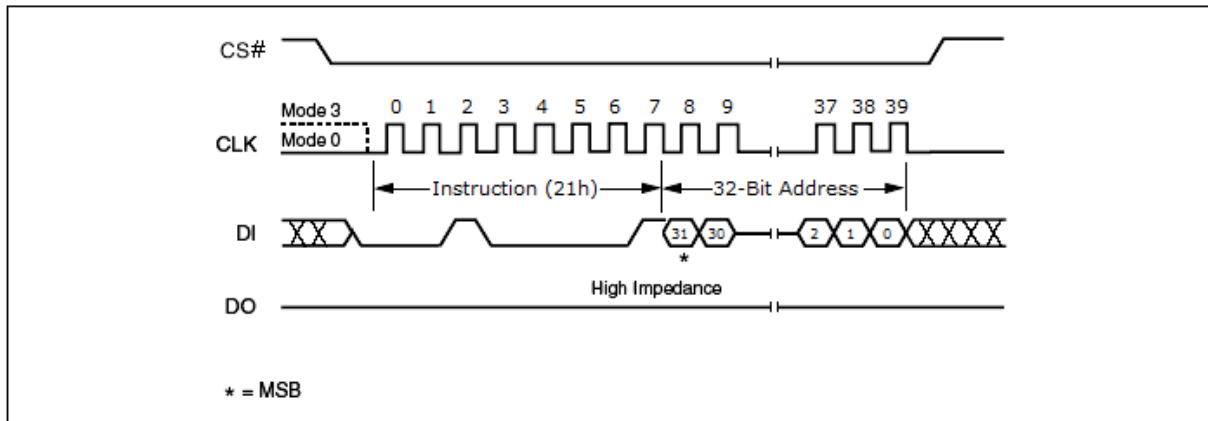 CS#
Mode 3 0 1 2 3 4 5 6 7 8 9 37 38 39
CLK Mode 0
Instruction (21h) 32-Bit Address
DI 31 30 2 1 0
*
High Impedance
DO
* = MSB